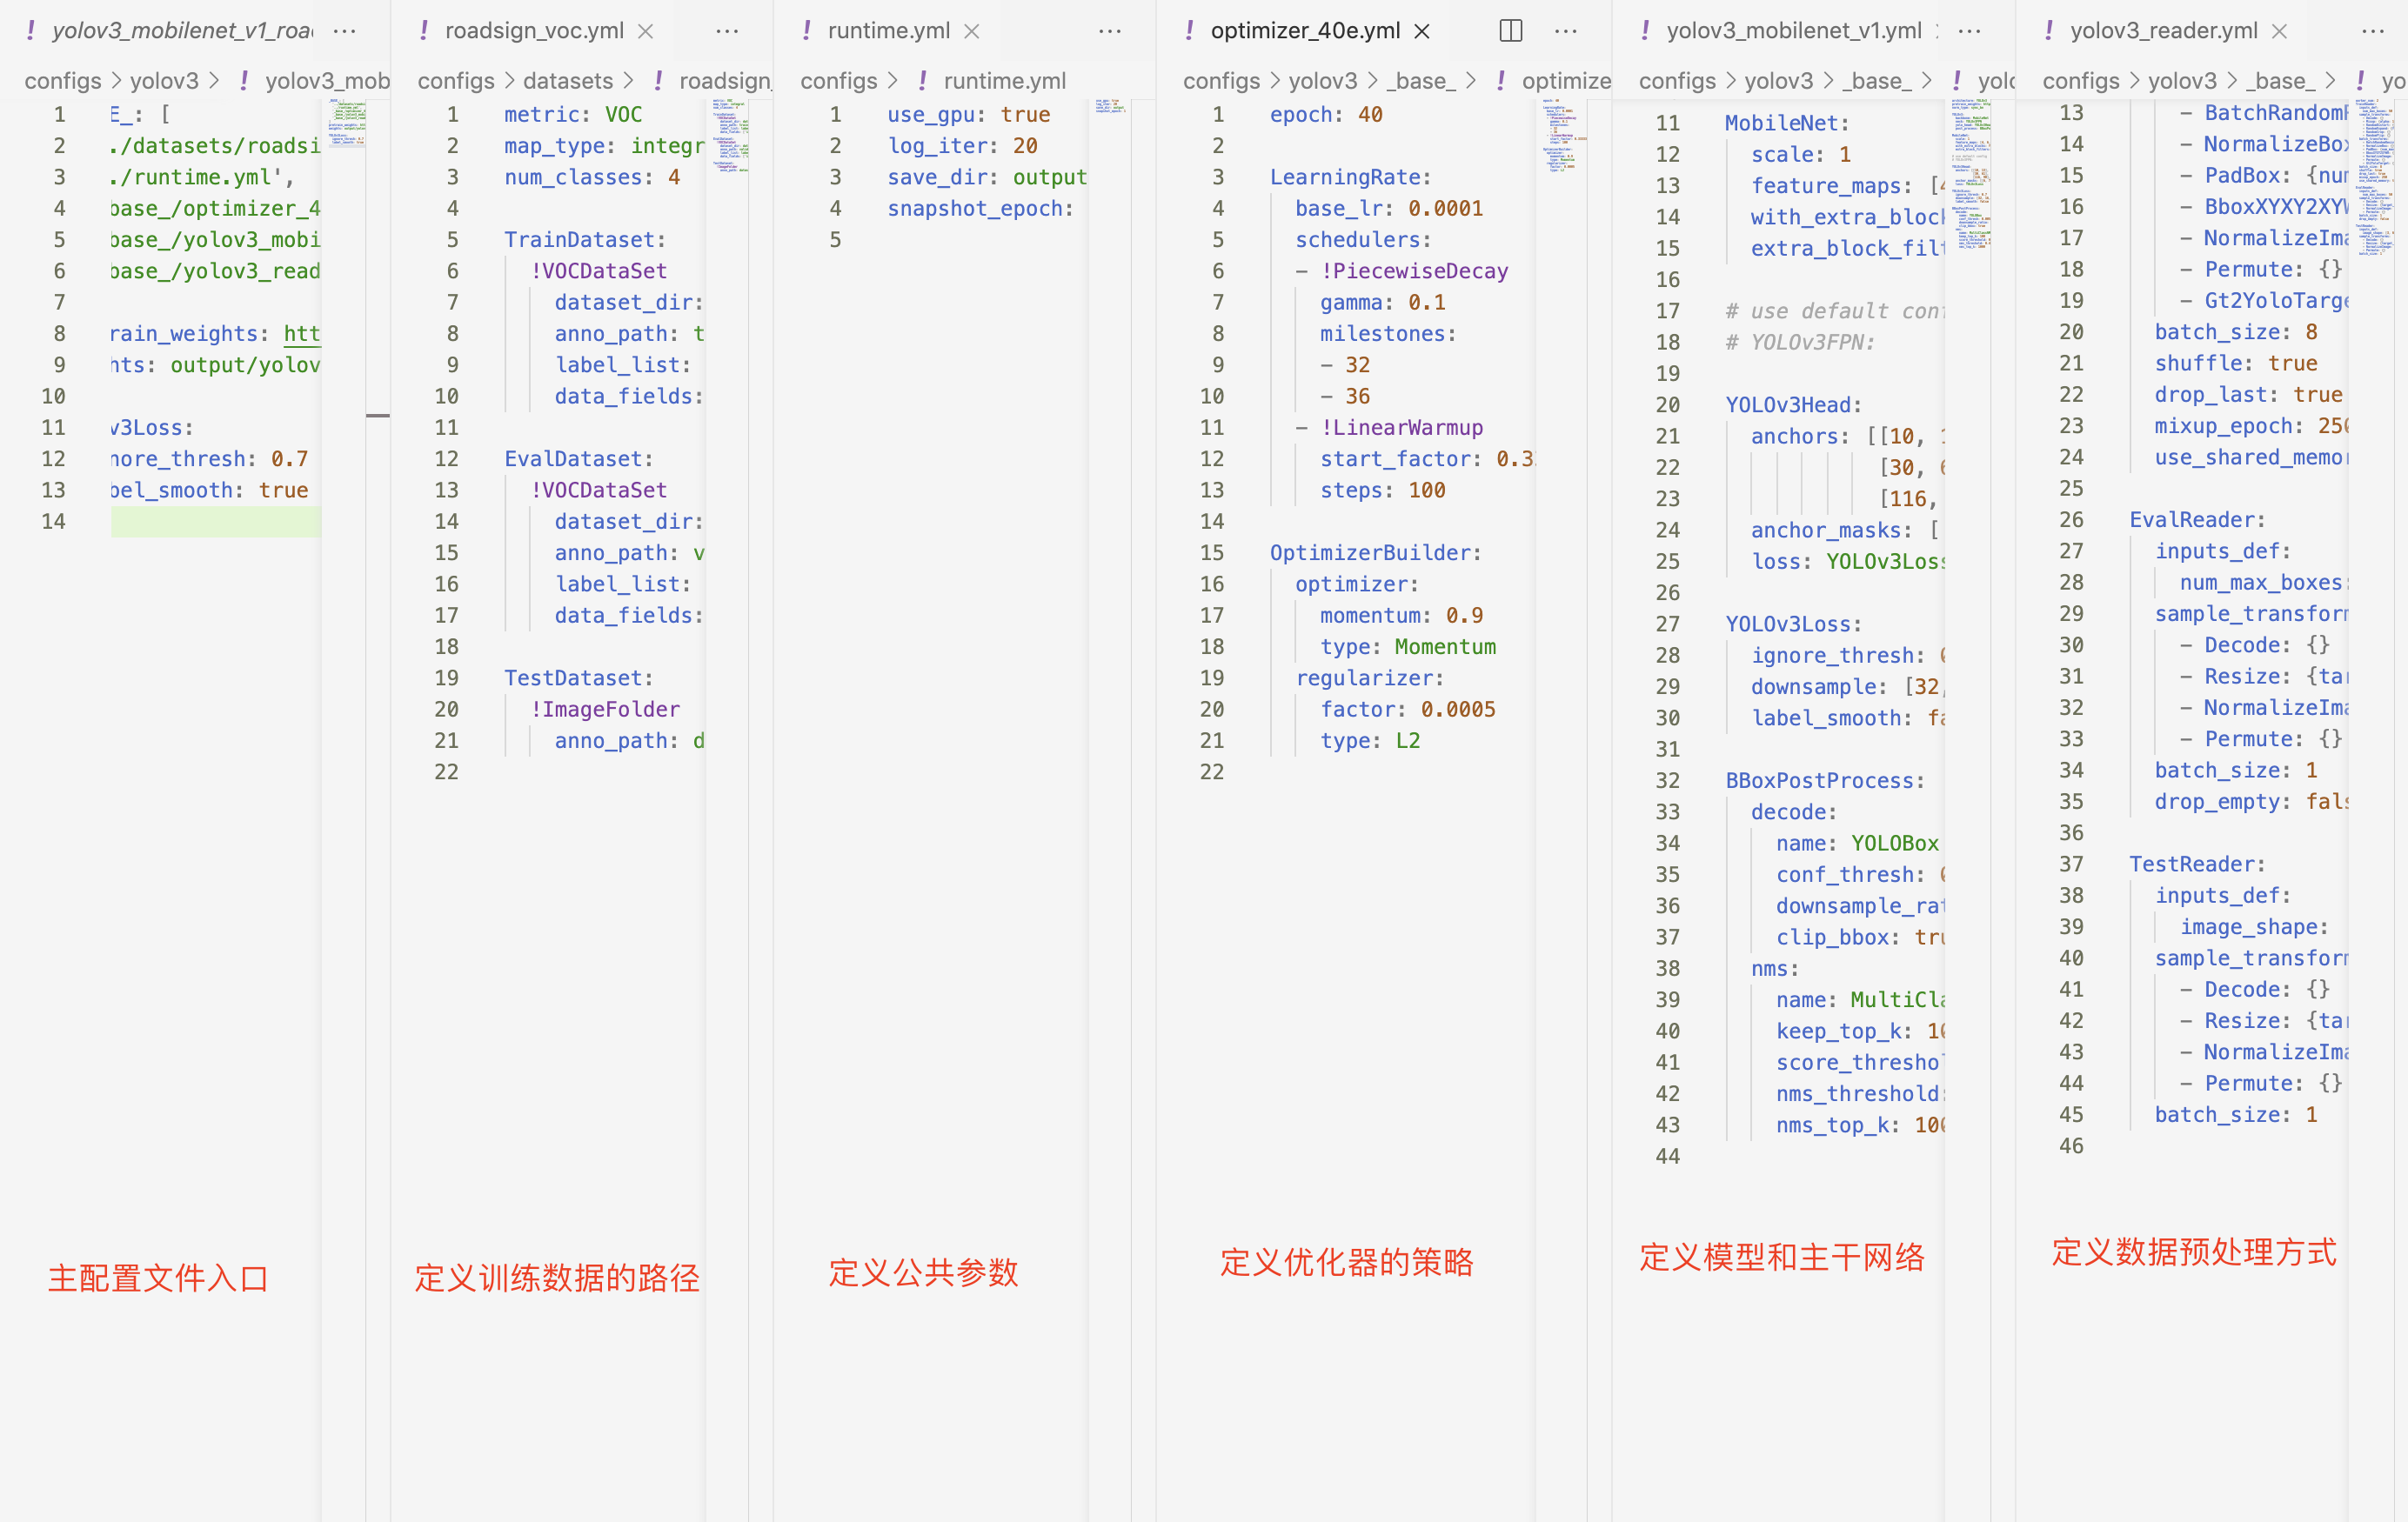 yolov3_mobilenet_v1_roa
configs > yolov3 > yolov3_mob
1 E_: [
2 ./datasets/roadsi
3 ./runtime.yml',
4 base_/optimizer_4
5 base_/yolov3_mobi
6 base_/yolov3_read
7
8 rain_weights: htt
9 hts: output/yolov
10
11 v3Loss:
12 nore_thresh: 0.7
13 bel_smooth: true
14
主配置文件入口
roadsign_voc.yml
configs > datasets > roadsign_
1 metric: VOC
2 map_type: integr
3 num_classes: 4
4
5 TrainDataset:
6 !VOCDataSet
7 dataset_dir:
8 anno_path: t
9 label_list:
10 data_fields:
11
12 EvalDataset:
13 !VOCDataSet
14 dataset_dir:
15 anno_path: v
16 label_list:
17 data_fields:
18
19 TestDataset:
20 !ImageFolder
21 anno_path: d
22
定义训练数据的路径
runtime.yml
configs > runtime.yml
1 use_gpu: true
2 log_iter: 20
3 save_dir: output
4 snapshot_epoch:
5
定义公共参数
optimizer_40e.yml
configs > yolov3 > _base_ > optimize
1 epoch: 40
2
3 LearningRate:
4 base_lr: 0.0001
5 schedulers:
6 - !PiecewiseDecay
7 gamma: 0.1
8 milestones:
9 - 32
10 - 36
11 - !LinearWarmup
12 start_factor: 0.3
13 steps: 100
14
15 OptimizerBuilder:
16 optimizer:
17 momentum: 0.9
18 type: Momentum
19 regularizer:
20 factor: 0.0005
21 type: L2
22
定义优化器的策略
yolov3_mobilenet_v1.yml
configs > yolov3 > _base_ > yolo
11 MobileNet:
12 scale: 1
13 feature_maps: [4
14 with_extra_block
15 extra_block_filt
16
17 # use default con
18 # YOLOv3FPN:
19
20 YOLOv3Head:
21 anchors: [[10, 1
22 [30, 6
23 [116,
24 anchor_masks: [
25 loss: YOLOv3Loss
26
27 YOLOv3Loss:
28 ignore_thresh: 0
29 downsample: [32,
30 label_smooth: fa
31
32 BBoxPostProcess:
33 decode:
34 name: YOLOBox
35 conf_thresh: 0
36 downsample_rat
37 clip_bbox: tru
38 nms:
39 name: MultiCla
40 keep_top_k: 10
41 score_threshol
42 nms_threshold:
43 nms_top_k: 100
44
定义模型和主干网络
yolov3_reader.yml
configs > yolov3 > _base_ > yo
13 - BatchRandomR
14 - NormalizeBox
15 - PadBox: {num
16 - BboxXYXY2XYW
17 - NormalizeIma
18 - Permute: {}
19 - Gt2YoloTarge
20 batch_size: 8
21 shuffle: true
22 drop_last: true
23 mixup_epoch: 250
24 use_shared_memor
25
26 EvalReader:
27 inputs_def:
28 num_max_boxes:
29 sample_transform
30 - Decode: {}
31 - Resize: {tar
32 - NormalizeIma
33 - Permute: {}
34 batch_size: 1
35 drop_empty: fals
36
37 TestReader:
38 inputs_def:
39 image_shape:
40 sample_transform
41 - Decode: {}
42 - Resize: {tar
43 - NormalizeIma
44 - Permute: {}
45 batch_size: 1
46
定义数据预处理方式